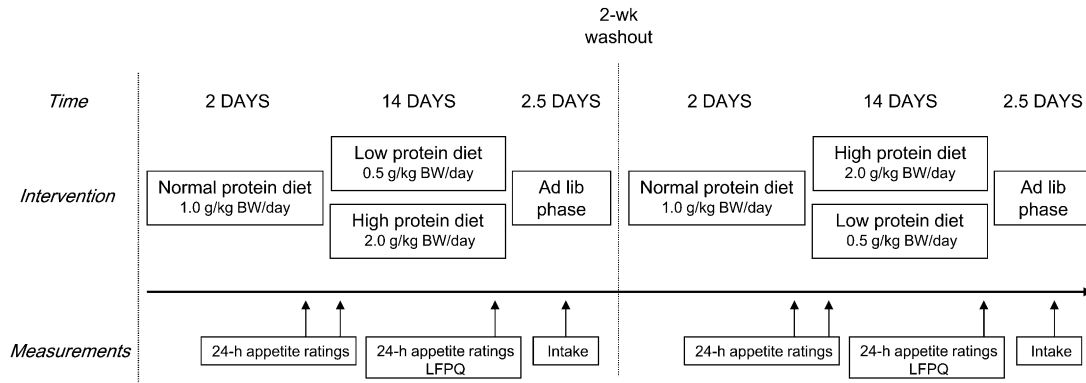 2-wk
washout
Time
2 DAYS
14 DAYS
2.5 DAYS
2 DAYS
14 DAYS
2.5 DAYS
Intervention
Normal protein diet
1.0 g/kg BW/day
Low protein diet
0.5 g/kg BW/day
High protein diet
2.0 g/kg BW/day
Ad lib
phase
Normal protein diet
1.0 g/kg BW/day
High protein diet
2.0 g/kg BW/day
Low protein diet
0.5 g/kg BW/day
Ad lib
phase
Measurements
24-h appetite ratings
24-h appetite ratings
LFPQ
Intake
24-h appetite ratings
24-h appetite ratings
LFPQ
Intake